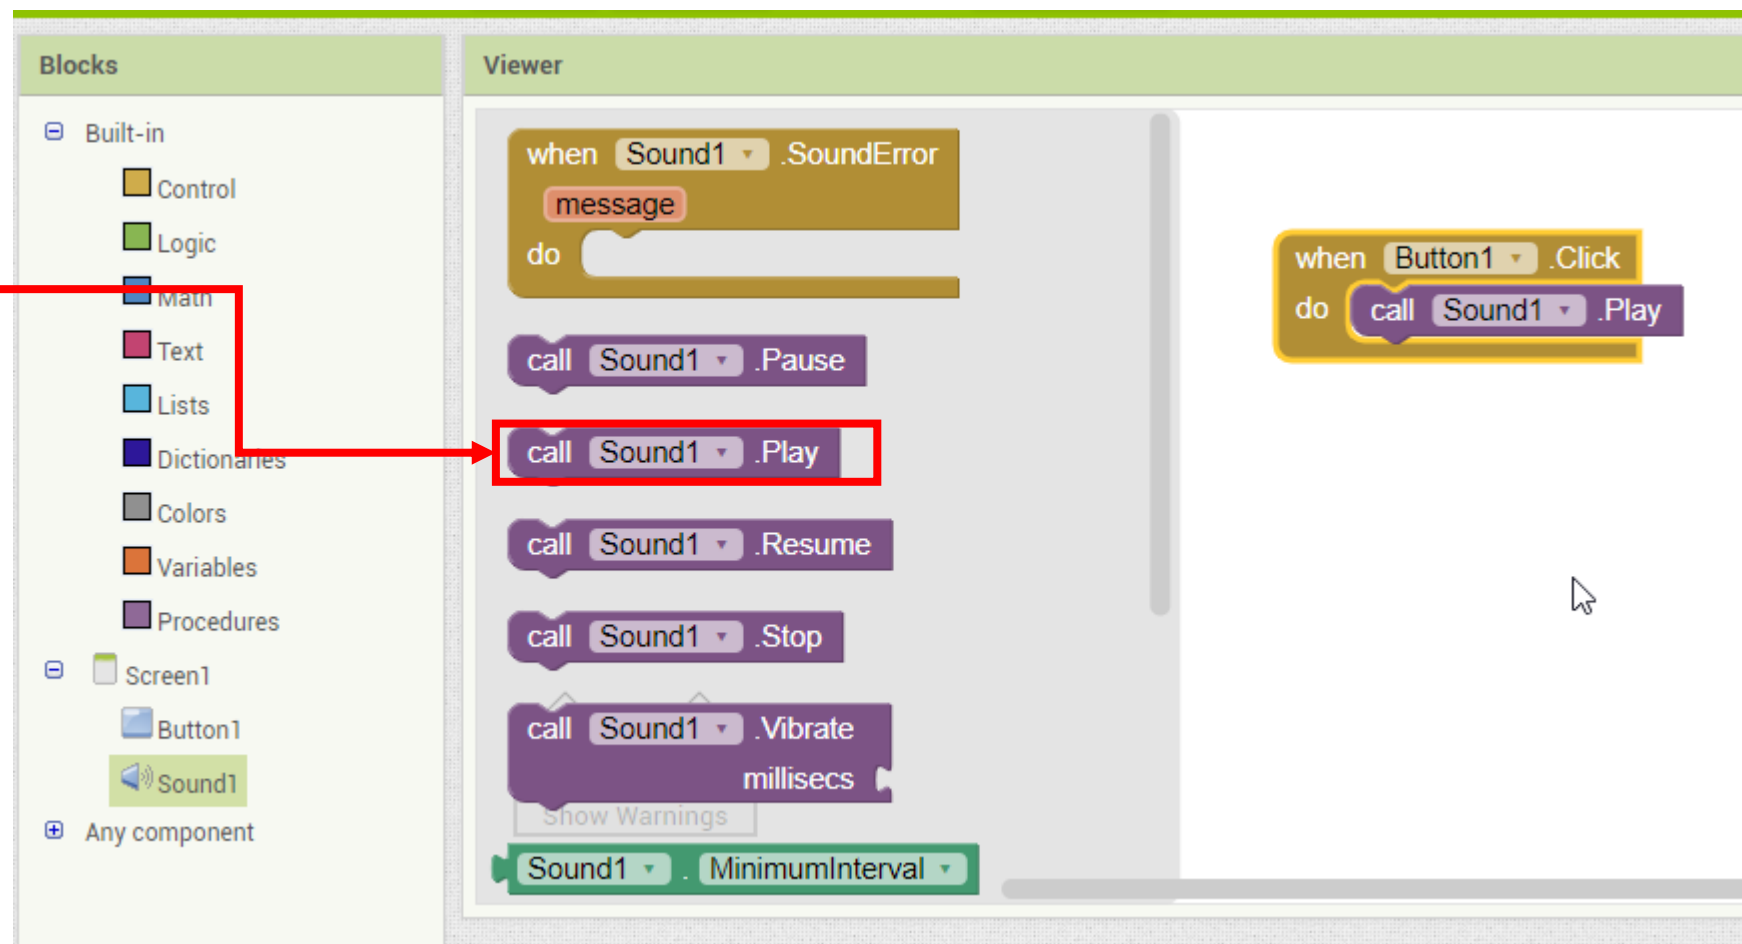 Blocks
Built-in
Control
Logic
Math
Text
Lists
Dictionaries
Colors
Variables
Procedures
Screen1
Button1
Sound1
Any component
Viewer
when Sound1 .SoundError
message
do
call Sound1 .Pause
call Sound1 .Play
call Sound1 .Resume
call Sound1 .Stop
call Sound1 .Vibrate
millisecs
Show Warnings
Sound1 . MinimumInterval
when Button1 .Click
do call Sound1 .Play